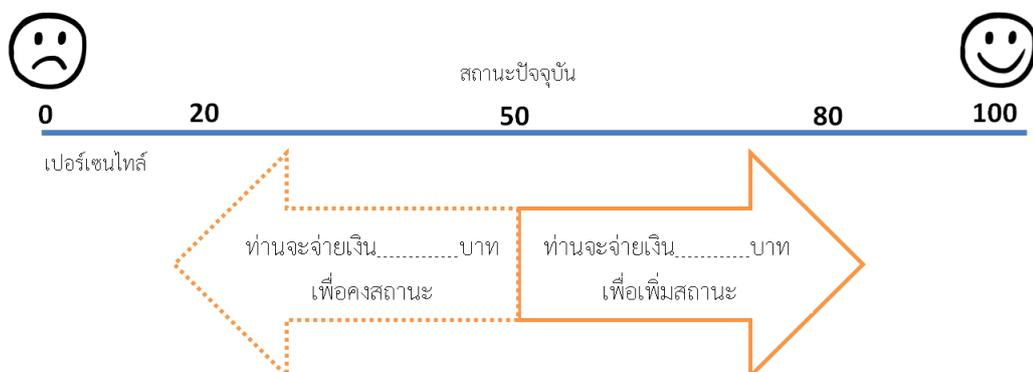 สถานะปัจจุบัน
0 20 50 80 100
เปอร์เซนไทล์
ท่านจะจ่ายเงิน...........บาท
เพื่อคงสถานะ
ท่านจะจ่ายเงิน...........บาท
เพื่อเพิ่มสถานะ